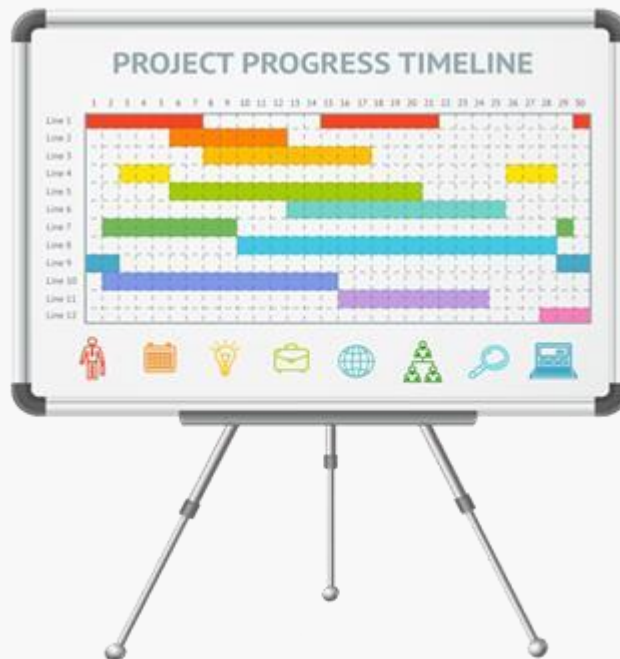 PROJECT PROGRESS TIMELINE
1 2 3 4 5 6 7 8 9 10 11 12 13 14 15 16 17 18 19 20 21 22 23 24 25 26 27 28 29 30
Line 1
Line 2
Line 3
Line 4
Line 5
Line 6
Line 7
Line 8
Line 9
Line 10
Line 11
Line 12